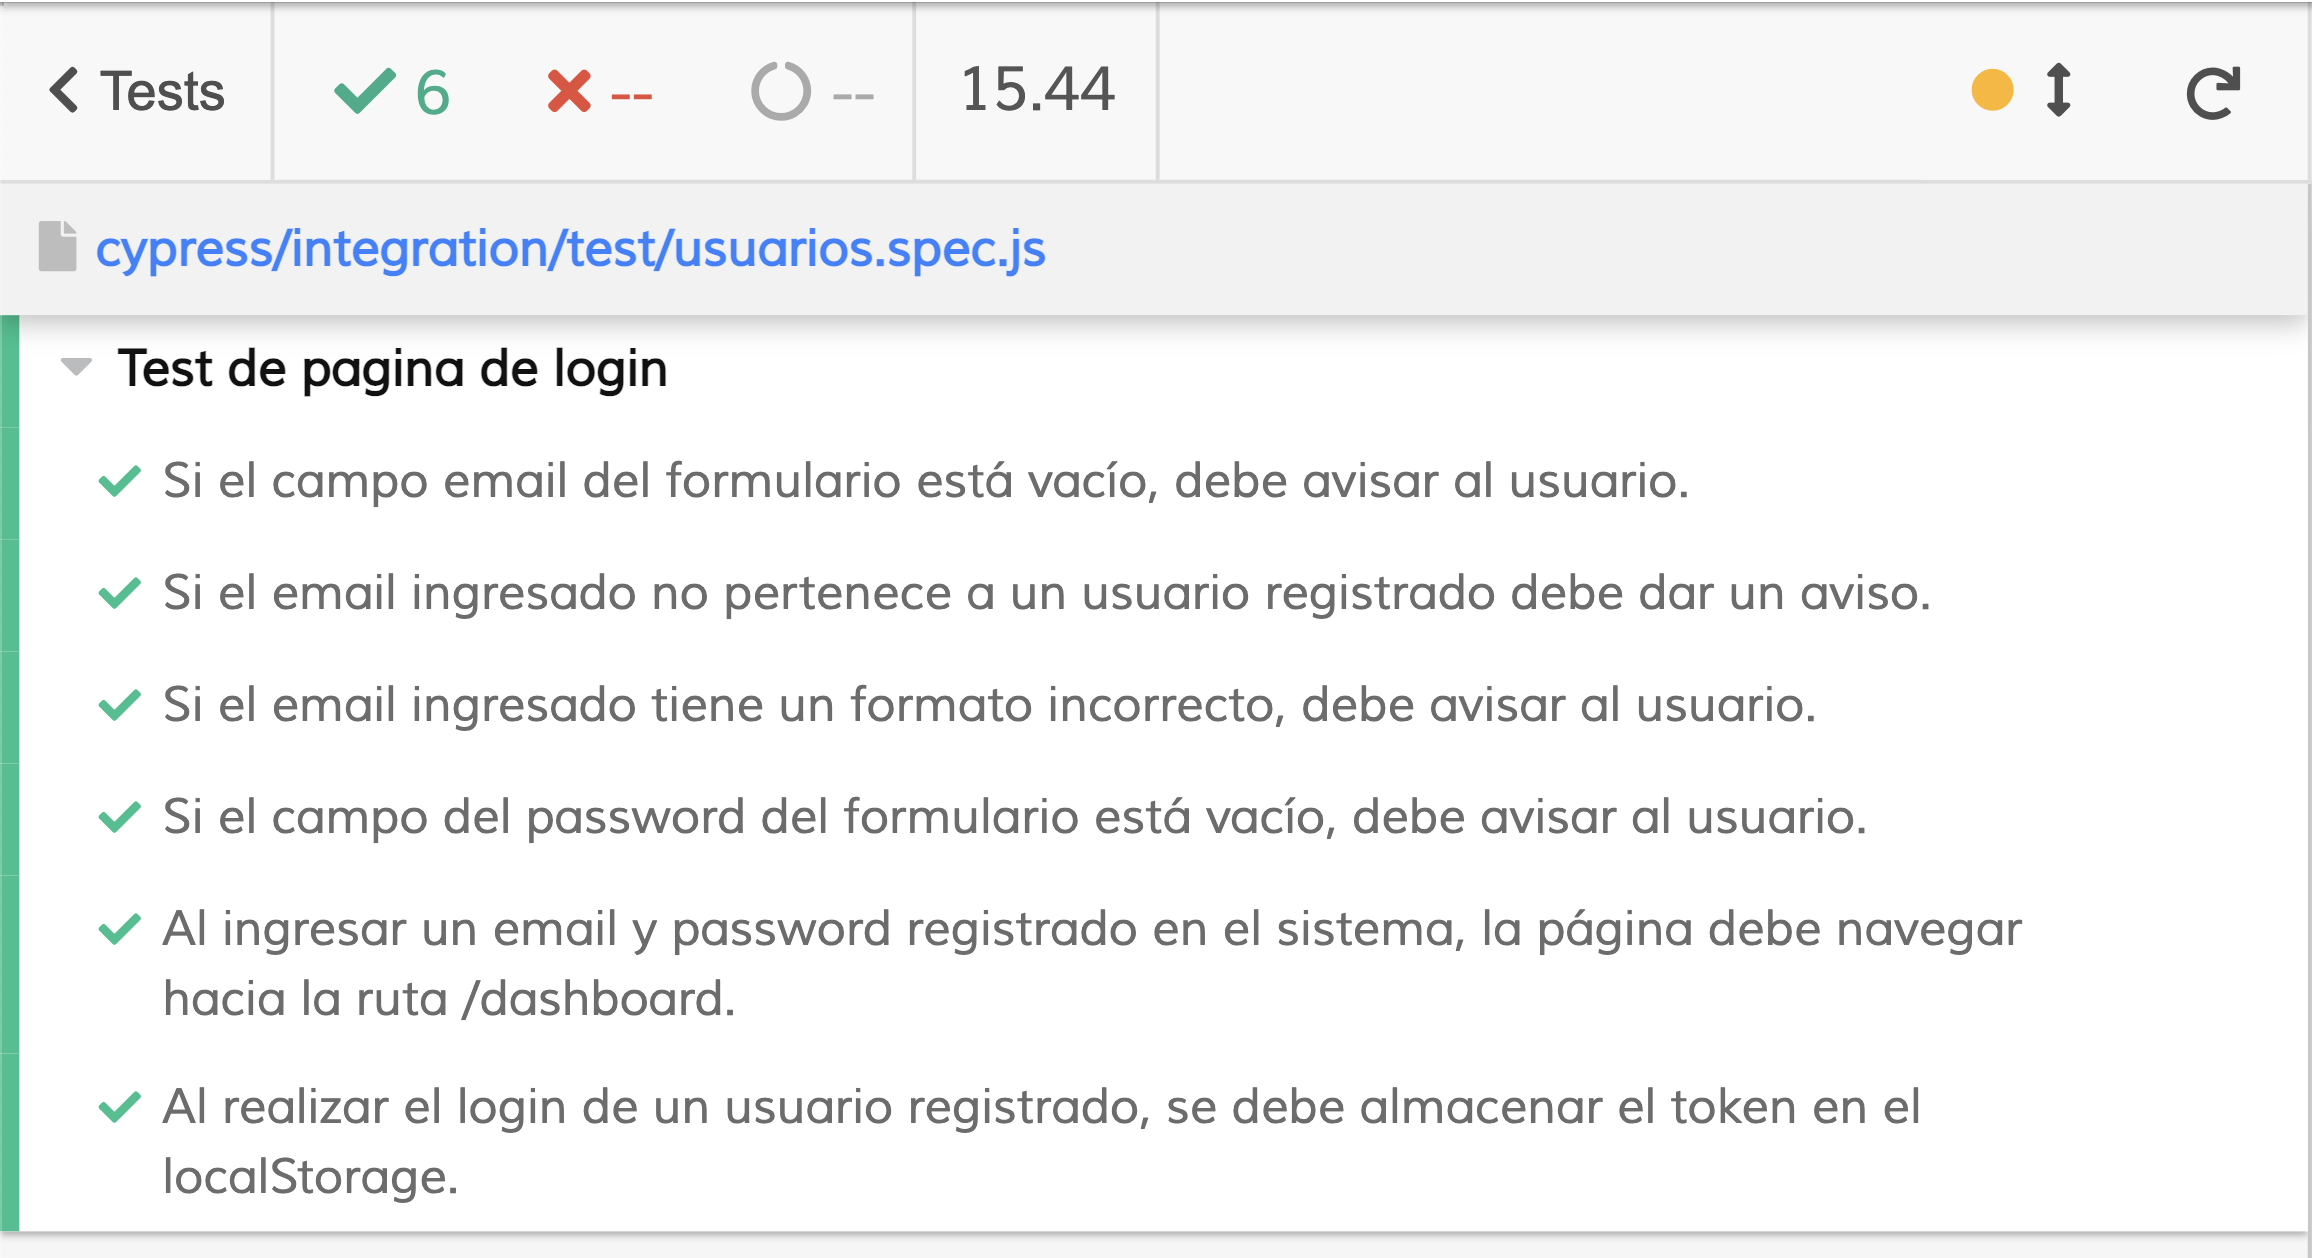 Tests 6 -- -- 15.44
cypress/integration/test/usuarios.spec.js
Test de pagina de login
Si el campo email del formulario está vacío, debe avisar al usuario.
Si el email ingresado no pertenece a un usuario registrado debe dar un aviso.
Si el email ingresado tiene un formato incorrecto, debe avisar al usuario.
Si el campo del password del formulario está vacío, debe avisar al usuario.
Al ingresar un email y password registrado en el sistema, la página debe navegar
hacia la ruta /dashboard.
Al realizar el login de un usuario registrado, se debe almacenar el token en el
localStorage.